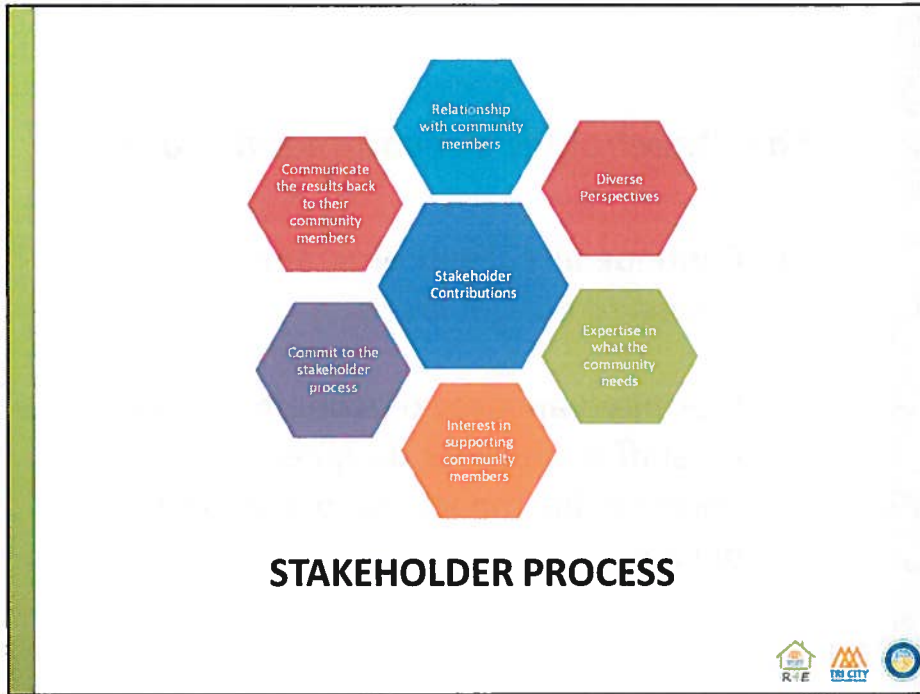 Relationship
with community
members
Communicate
the results back
to their
community
members
Diverse
Perspectives
Stakeholder
Contributions
Commit to the
stakeholder
process
Expertise in
what the
community
needs
Interest in
supporting
community
members
STAKEHOLDER PROCESS
R4E
TRI CITY